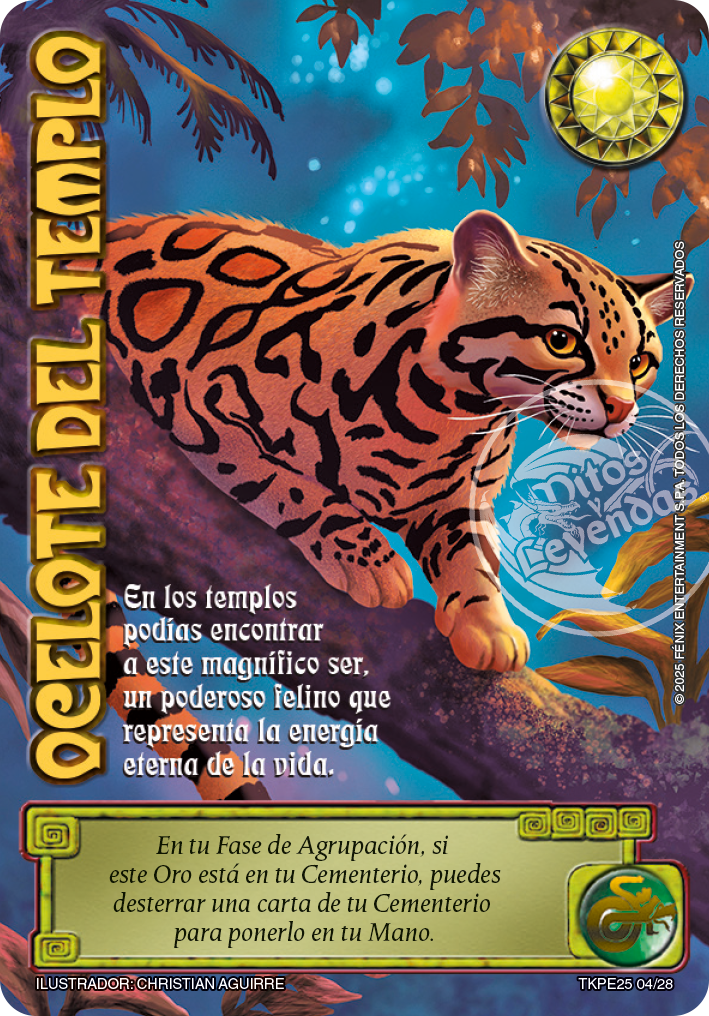 OCELOTE DEL TEMPLO
En los templos
podías encontrar
a este magnífico ser,
un poderoso felino que
representa la energía
eterna de la vida.
Mitos
y
Leyendas
© 2025 FÉNIX ENTERTAINMENT S.P.A. TODOS LOS DERECHOS RESERVADOS
En tu Fase de Agrupación, si
este Oro está en tu Cementerio, puedes
desterrar una carta de tu Cementerio
para ponerlo en tu Mano.
ILUSTRADOR: CHRISTIAN AGUIRRE
TKPE25 04/28